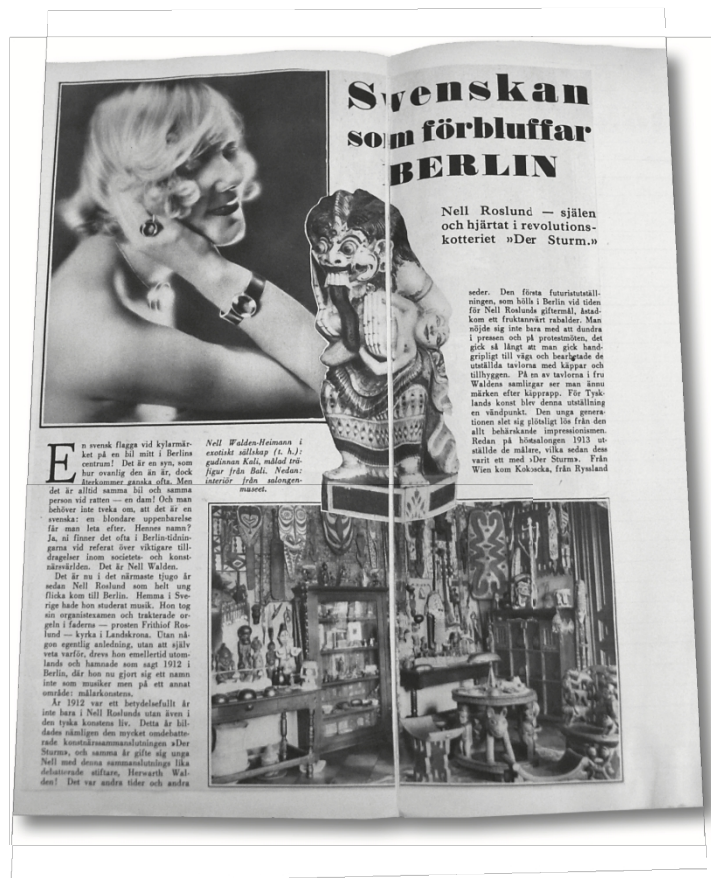 Swenskan
som förbluffar
BERLIN
Nell Roslund — själen
och hjärtat i revolutions-
kotteriet »Der Sturm.»
Nell Walden-Heimann i
exotiskt sällskap (t. h.):
gudinnan Kali, målad trä-
figur från Bali. Nedan:
interiör från salongen-
museet.
En svensk flagga vid kylarmär-
ket på en bil mitt i Berlins
centrum! Det är en syn, som
hur ovanlig den än är, dock
återkommer ganska ofta. Men
det är alltid samma bil och samma
person vid ratten — en dam! Och man
behöver inte tveka om, att det är en
svenska: en blondare uppenbarelse
får man leta efter. Hennes namn?
Ja, ni finner det ofta i Berlin-tidnin-
garna vid referat över viktigare till-
dragelser inom societets- och konst-
närsvärlden. Det är Nell Walden.
Det är nu i det närmaste tjugo år
sedan Nell Roslund som helt ung
flicka kom till Berlin. Hemma i Sve-
rige hade hon studerat musik. Hon tog
sin organistexamen och trakterade or-
geln i faderns — prosten Frithiof Ros-
lund — kyrka i Landskrona. Utan nå-
gon egentlig anledning, utan att själv
veta varför, drevs hon emellertid utom-
lands och hamnade som sagt 1912 i
Berlin, där hon nu gjort sig ett namn
inte som musiker men på ett annat
område: målarkonstens.
År 1912 var ett betydelsefullt år
inte bara i Nell Roslunds utan även i
den tyska konstens liv. Detta år bil-
dades nämligen den mycket omdebatte-
rade konstnärssammanslutningen »Der
Sturm», och samma år gifte sig unga
Nell med denna sammanslutnings lika
debatterade stiftare, Herwarth Wal-
den! Det var andra tider och andra
seder. Den första futuristutställ-
ningen, som hölls i Berlin vid tiden
för Nell Roslunds giftermål, åstad-
kom ett fruktansvärt rabalder. Man
nöjde sig inte bara med att dundra
i pressen och på protestmöten, det
gick så långt att man gick hand-
gripligt till väga och bearbetade de
utställda tavlorna med käppar och
tillhyggen. På en av tavlorna i fru
Waldens samlingar ser man ännu
märken efter käpprapp. För Tysk-
lands konst blev denna utställning
en vändpunkt. Den unga genera-
tionen slet sig plötsligt lös från den
allt behärskande impressionismen.
Redan på höstsalongen 1913 ut-
ställde de målare, vilka sedan dess
varit ett med »Der Sturm». Från
Wien kom Kokoscka, från Ryssland